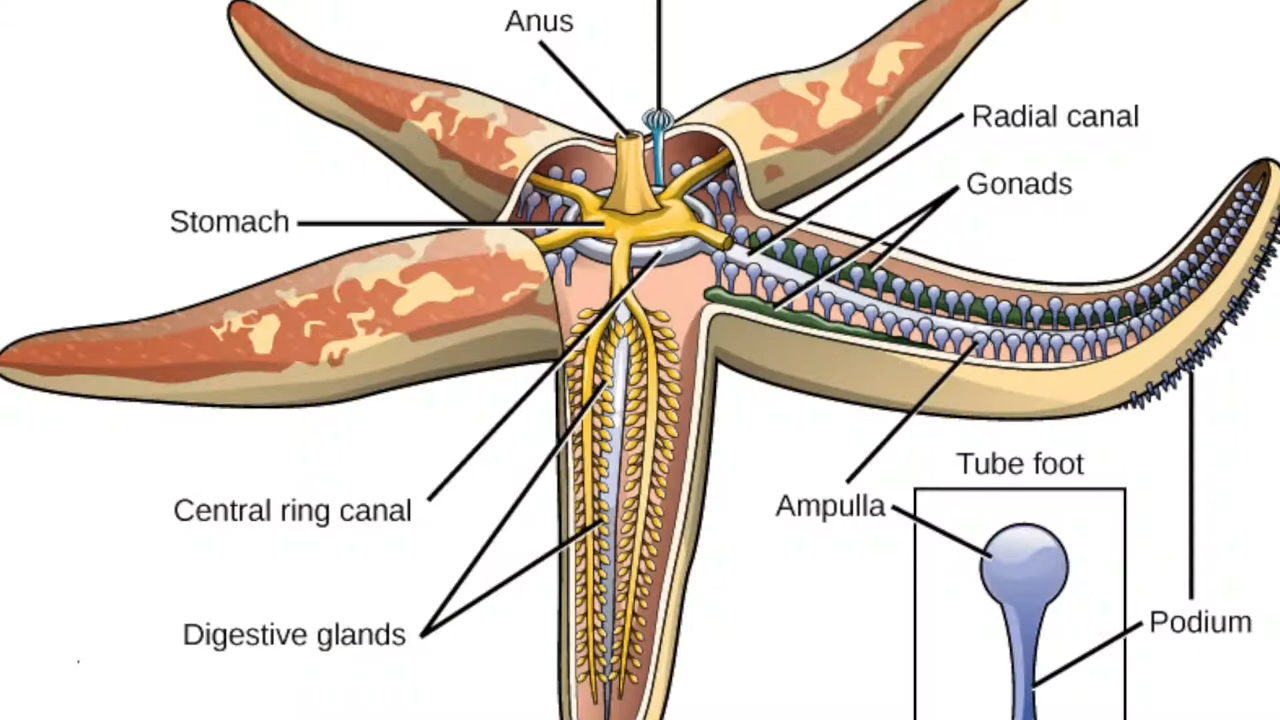 Anus
Radial canal
Gonads
Stomach
Tube foot
Ampulla
Central ring canal
Podium
Digestive glands